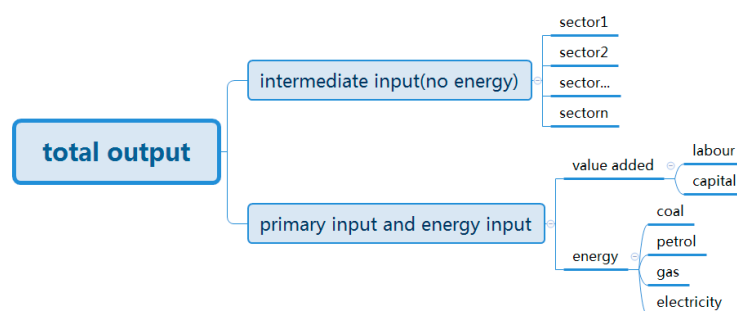 total output
intermediate input(no energy)
sector1
sector2
sector...
sectorn
primary input and energy input
value added
labour
capital
energy
coal
petrol
gas
electricity